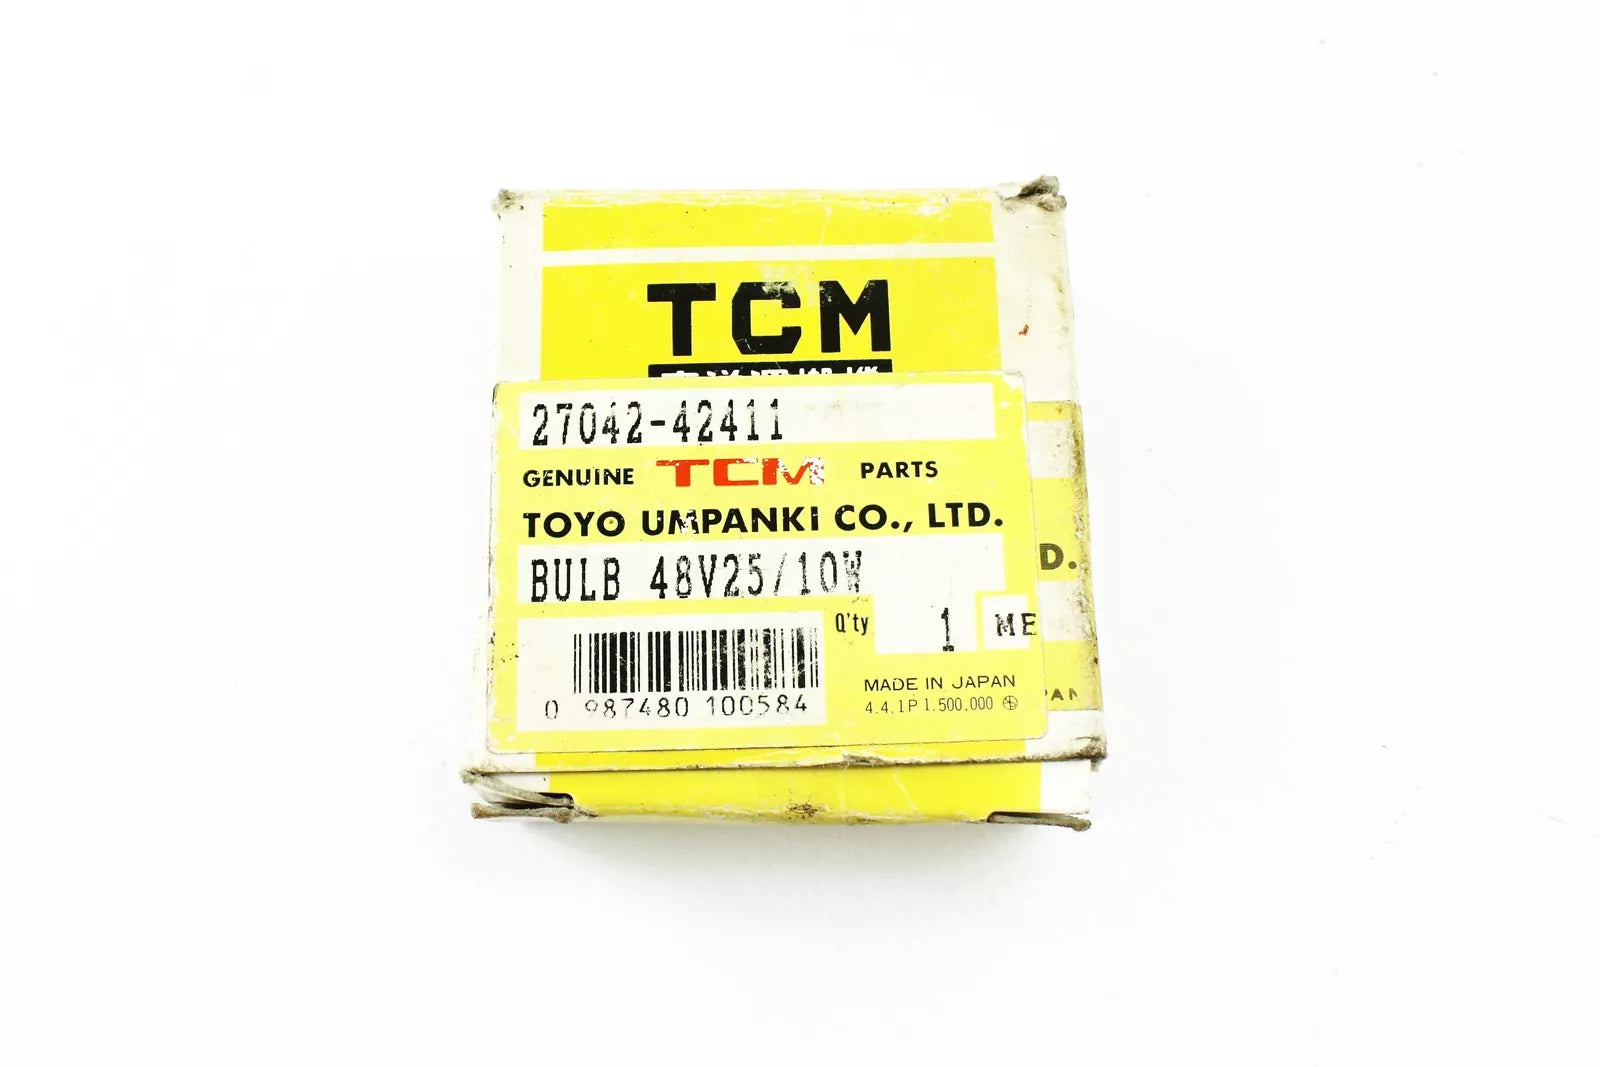 TCM
27042-42411
GENUINE TCM PARTS
TOYO UMPANKI CO., LTD.
BULB 48V25/10W
Q'ty 1 ME
0 987480 100584
MADE IN JAPAN
4.4.1P 1.500,000
D.
PAN